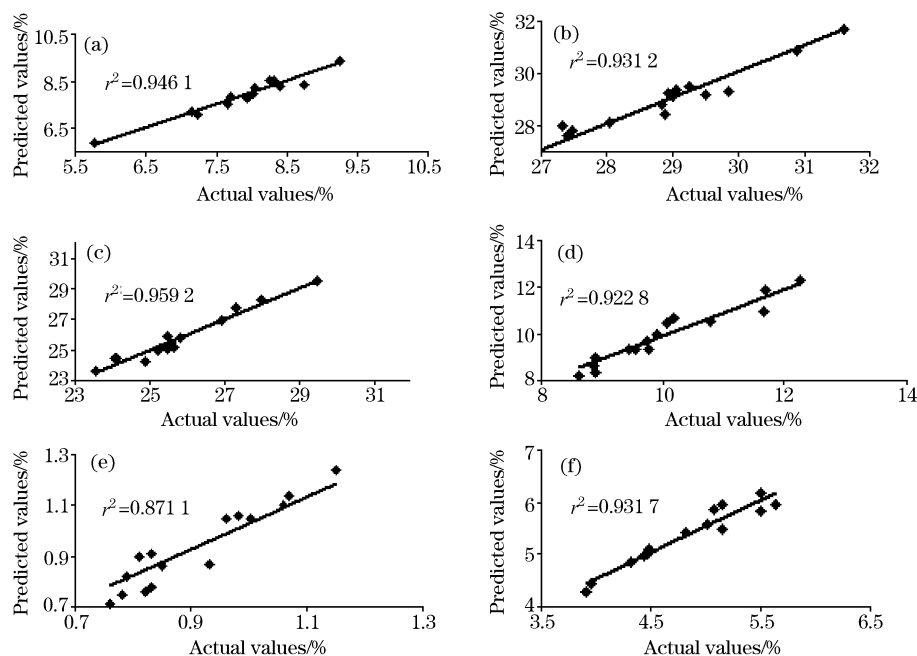 (a)
r²=0.946 1
Predicted values/%
10.5
8.5
6.5
5.5 6.5 7.5 8.5 9.5 10.5
Actual values/%
(b)
r²=0.931 2
Predicted values/%
32
30
28
27 28 29 30 31 32
Actual values/%
(c)
r²=0.959 2
Predicted values/%
31
29
27
25
23
23 25 27 29 31
Actual values/%
(d)
r²=0.922 8
Predicted values/%
14
12
10
8
8 10 12 14
Actual values/%
(e)
r²=0.871 1
Predicted values/%
1.3
1.1
0.9
0.7
0.7 0.9 1.1 1.3
Actual values/%
(f)
r²=0.931 7
Predicted values/%
7
6
5
4
3.5 4.5 5.5 6.5
Actual values/%